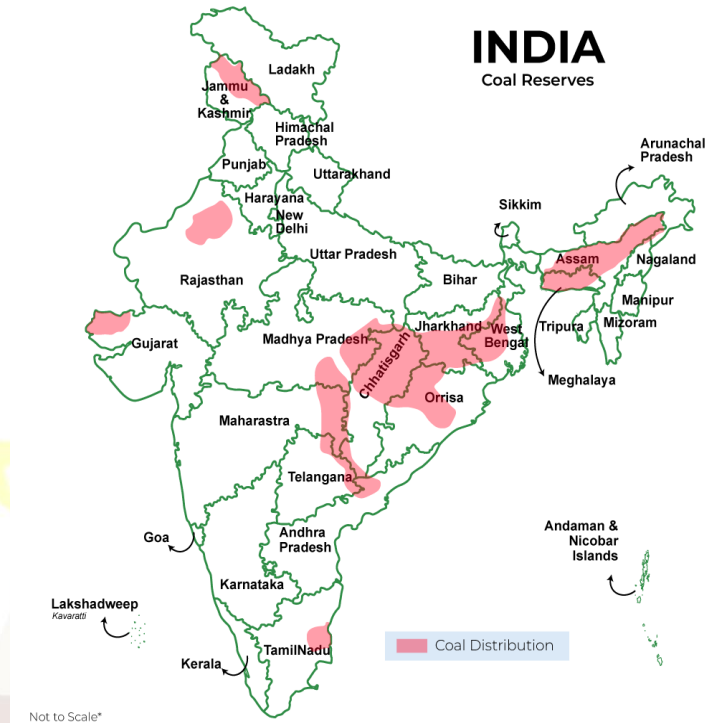 INDIA
Coal Reserves
Ladakh
Jammu
&
Kashmir
Himachal
Pradesh
Punjab
Uttarakhand
Harayana
New
Delhi
Arunachal
Pradesh
Sikkim
Uttar Pradesh
Assam
Nagaland
Rajasthan
Bihar
Manipur
Gujarat
Madhya Pradesh
Jharkhand
West
Bengal
Tripura
Mizoram
Chhatisgarh
Meghalaya
Orrisa
Maharastra
Telangana
Goa
Andhra
Pradesh
Andaman &
Nicobar
Islands
Karnataka
Lakshadweep
Kavaratti
Kerala
TamilNadu
Coal Distribution
Not to Scale*